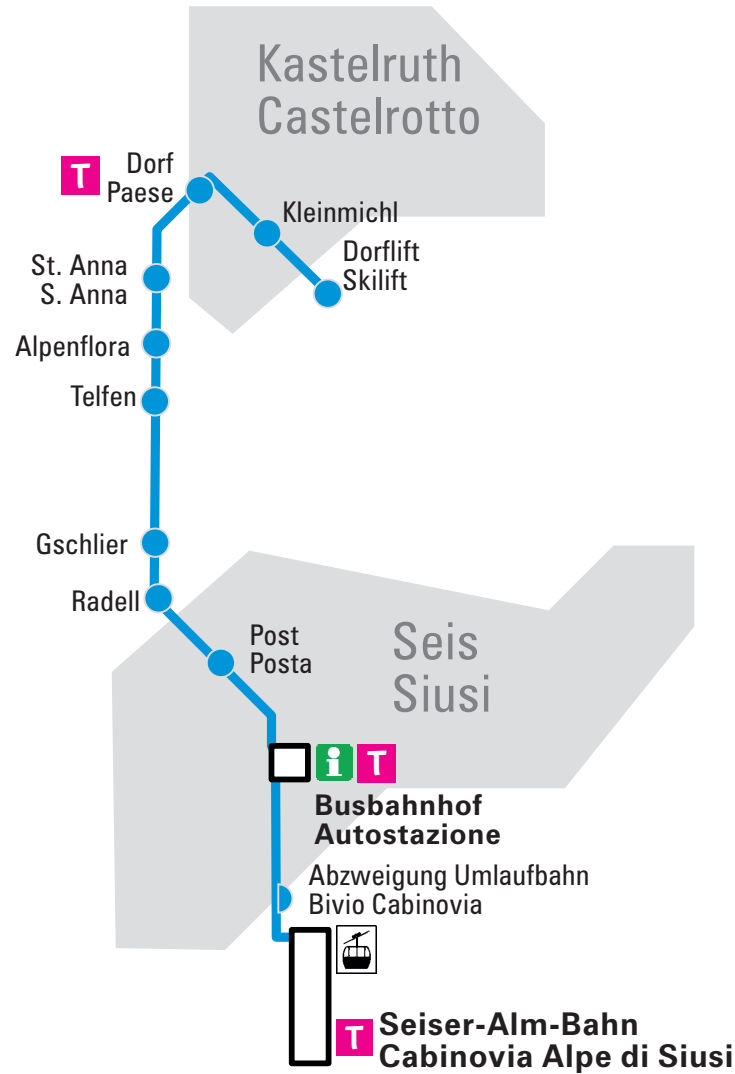 Kastelruth
Castelrotto
T
Dorf
Paese
Kleinmichl
Dorflift
Skilift
St. Anna
S. Anna
Alpenflora
Telfen
Gschlier
Radell
Post
Posta
Seis
Siusi
i
T
Busbahnhof
Autostazione
Abzweigung Umlaufbahn
Bivio Cabinovia
T
Seiser-Alm-Bahn
Cabinovia Alpe di Siusi